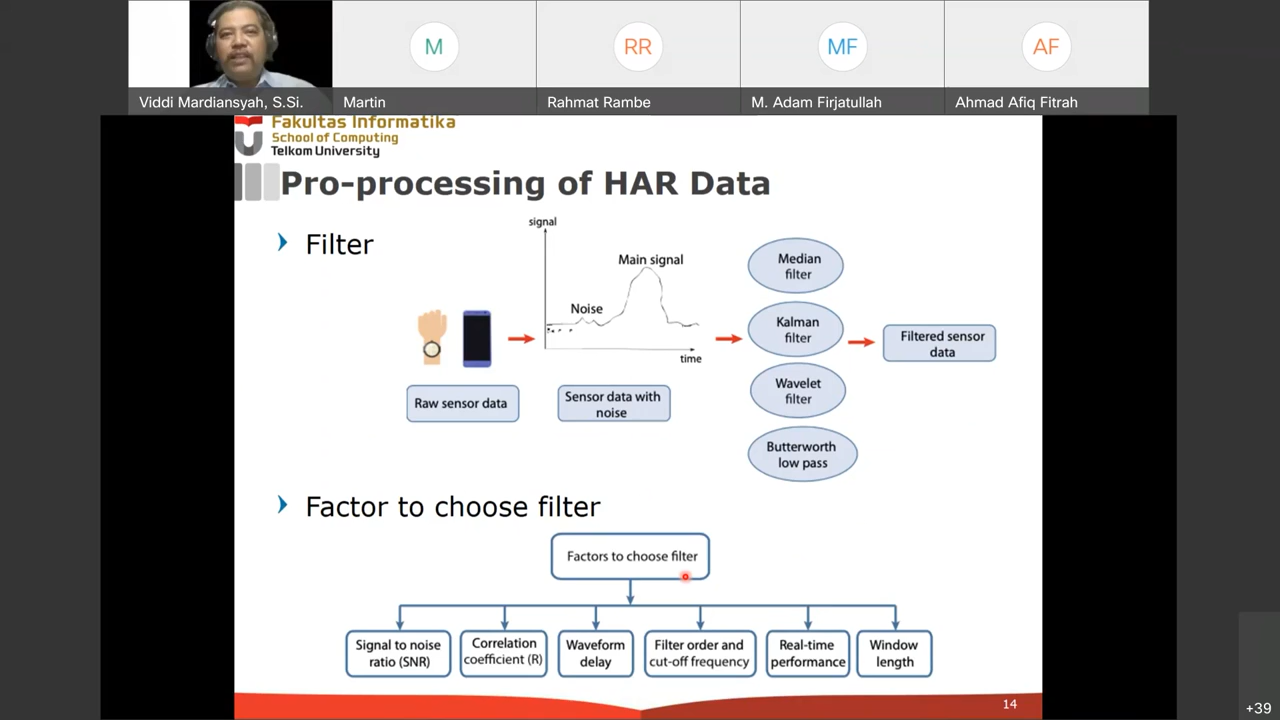 M
RR
MF
AF
Viddi Mardiansyah, S.Si.
Martin
Rahmat Rambe
M. Adam Firjatullah
Ahmad Afiq Fitrah
Fakultas Informatika
School of Computing
Telkom University
Pro-processing of HAR Data
Filter
signal
Main signal
Noise
time
Raw sensor data
Sensor data with
noise
Median
filter
Kalman
filter
Wavelet
filter
Butterworth
low pass
Filtered sensor
data
Factor to choose filter
Factors to choose filter
Signal to noise
ratio (SNR)
Correlation
coefficient (R)
Waveform
delay
Filter order and
cut-off frequency
Real-time
performance
Window
length
14
+39